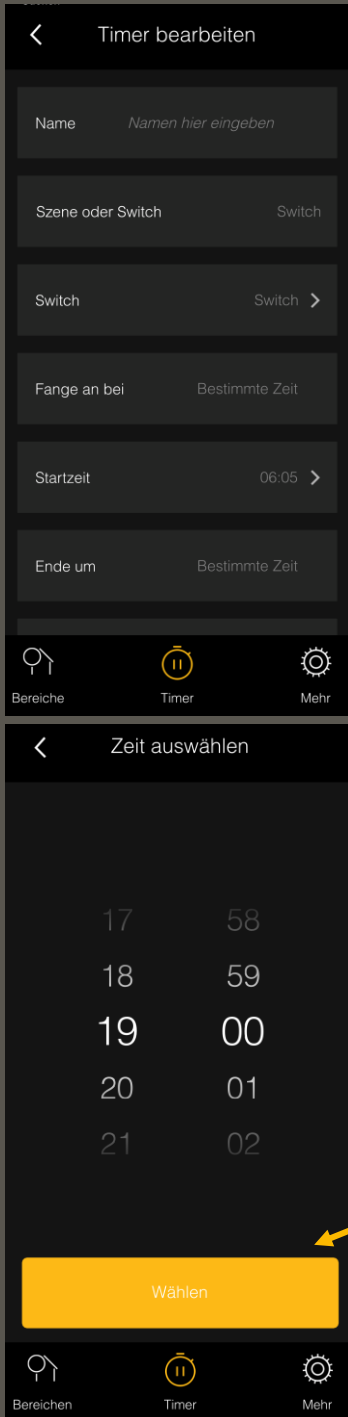 Timer bearbeiten
Name Namen hier eingeben
Szene oder Switch Switch
Switch Switch
Fange an bei Bestimmte Zeit
Startzeit 06:05
Ende um Bestimmte Zeit
Bereiche Timer Mehr
Zeit auswählen
17 58
18 59
19 00
20 01
21 02
Wählen
Bereichen Timer Mehr